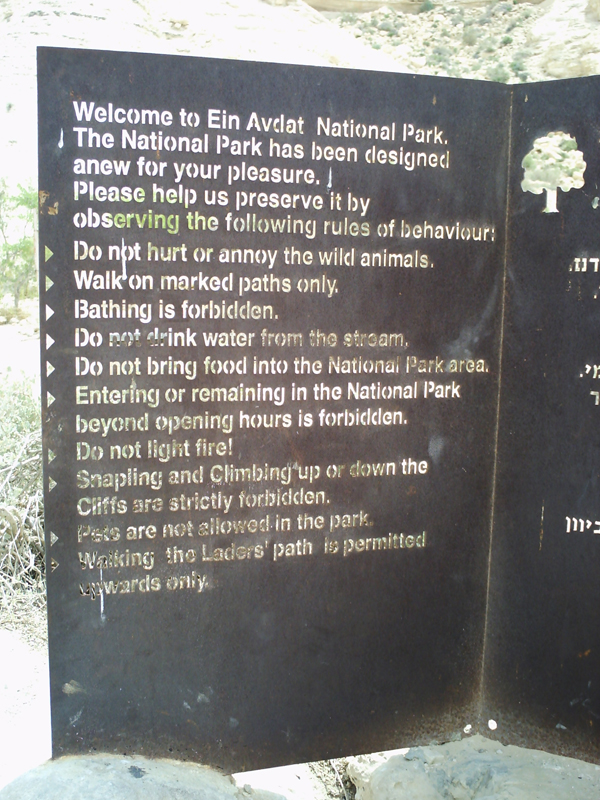 Welcome to Ein Avdat National Park.
The National Park has been designed
anew for your pleasure.
Please help us preserve it by
observing the following rules of behaviour:
Do not hurt or annoy the wild animals.
Walk on marked paths only.
Bathing is forbidden.
Do not drink water from the stream.
Do not bring food into the National Park area.
Entering or remaining in the National Park
beyond opening hours is forbidden.
Do not light fire!
Snapling and Climbing up or down the
Cliffs are strictly forbidden.
Pets are not allowed in the park.
Walking the Laders' path is permitted
upwards only.